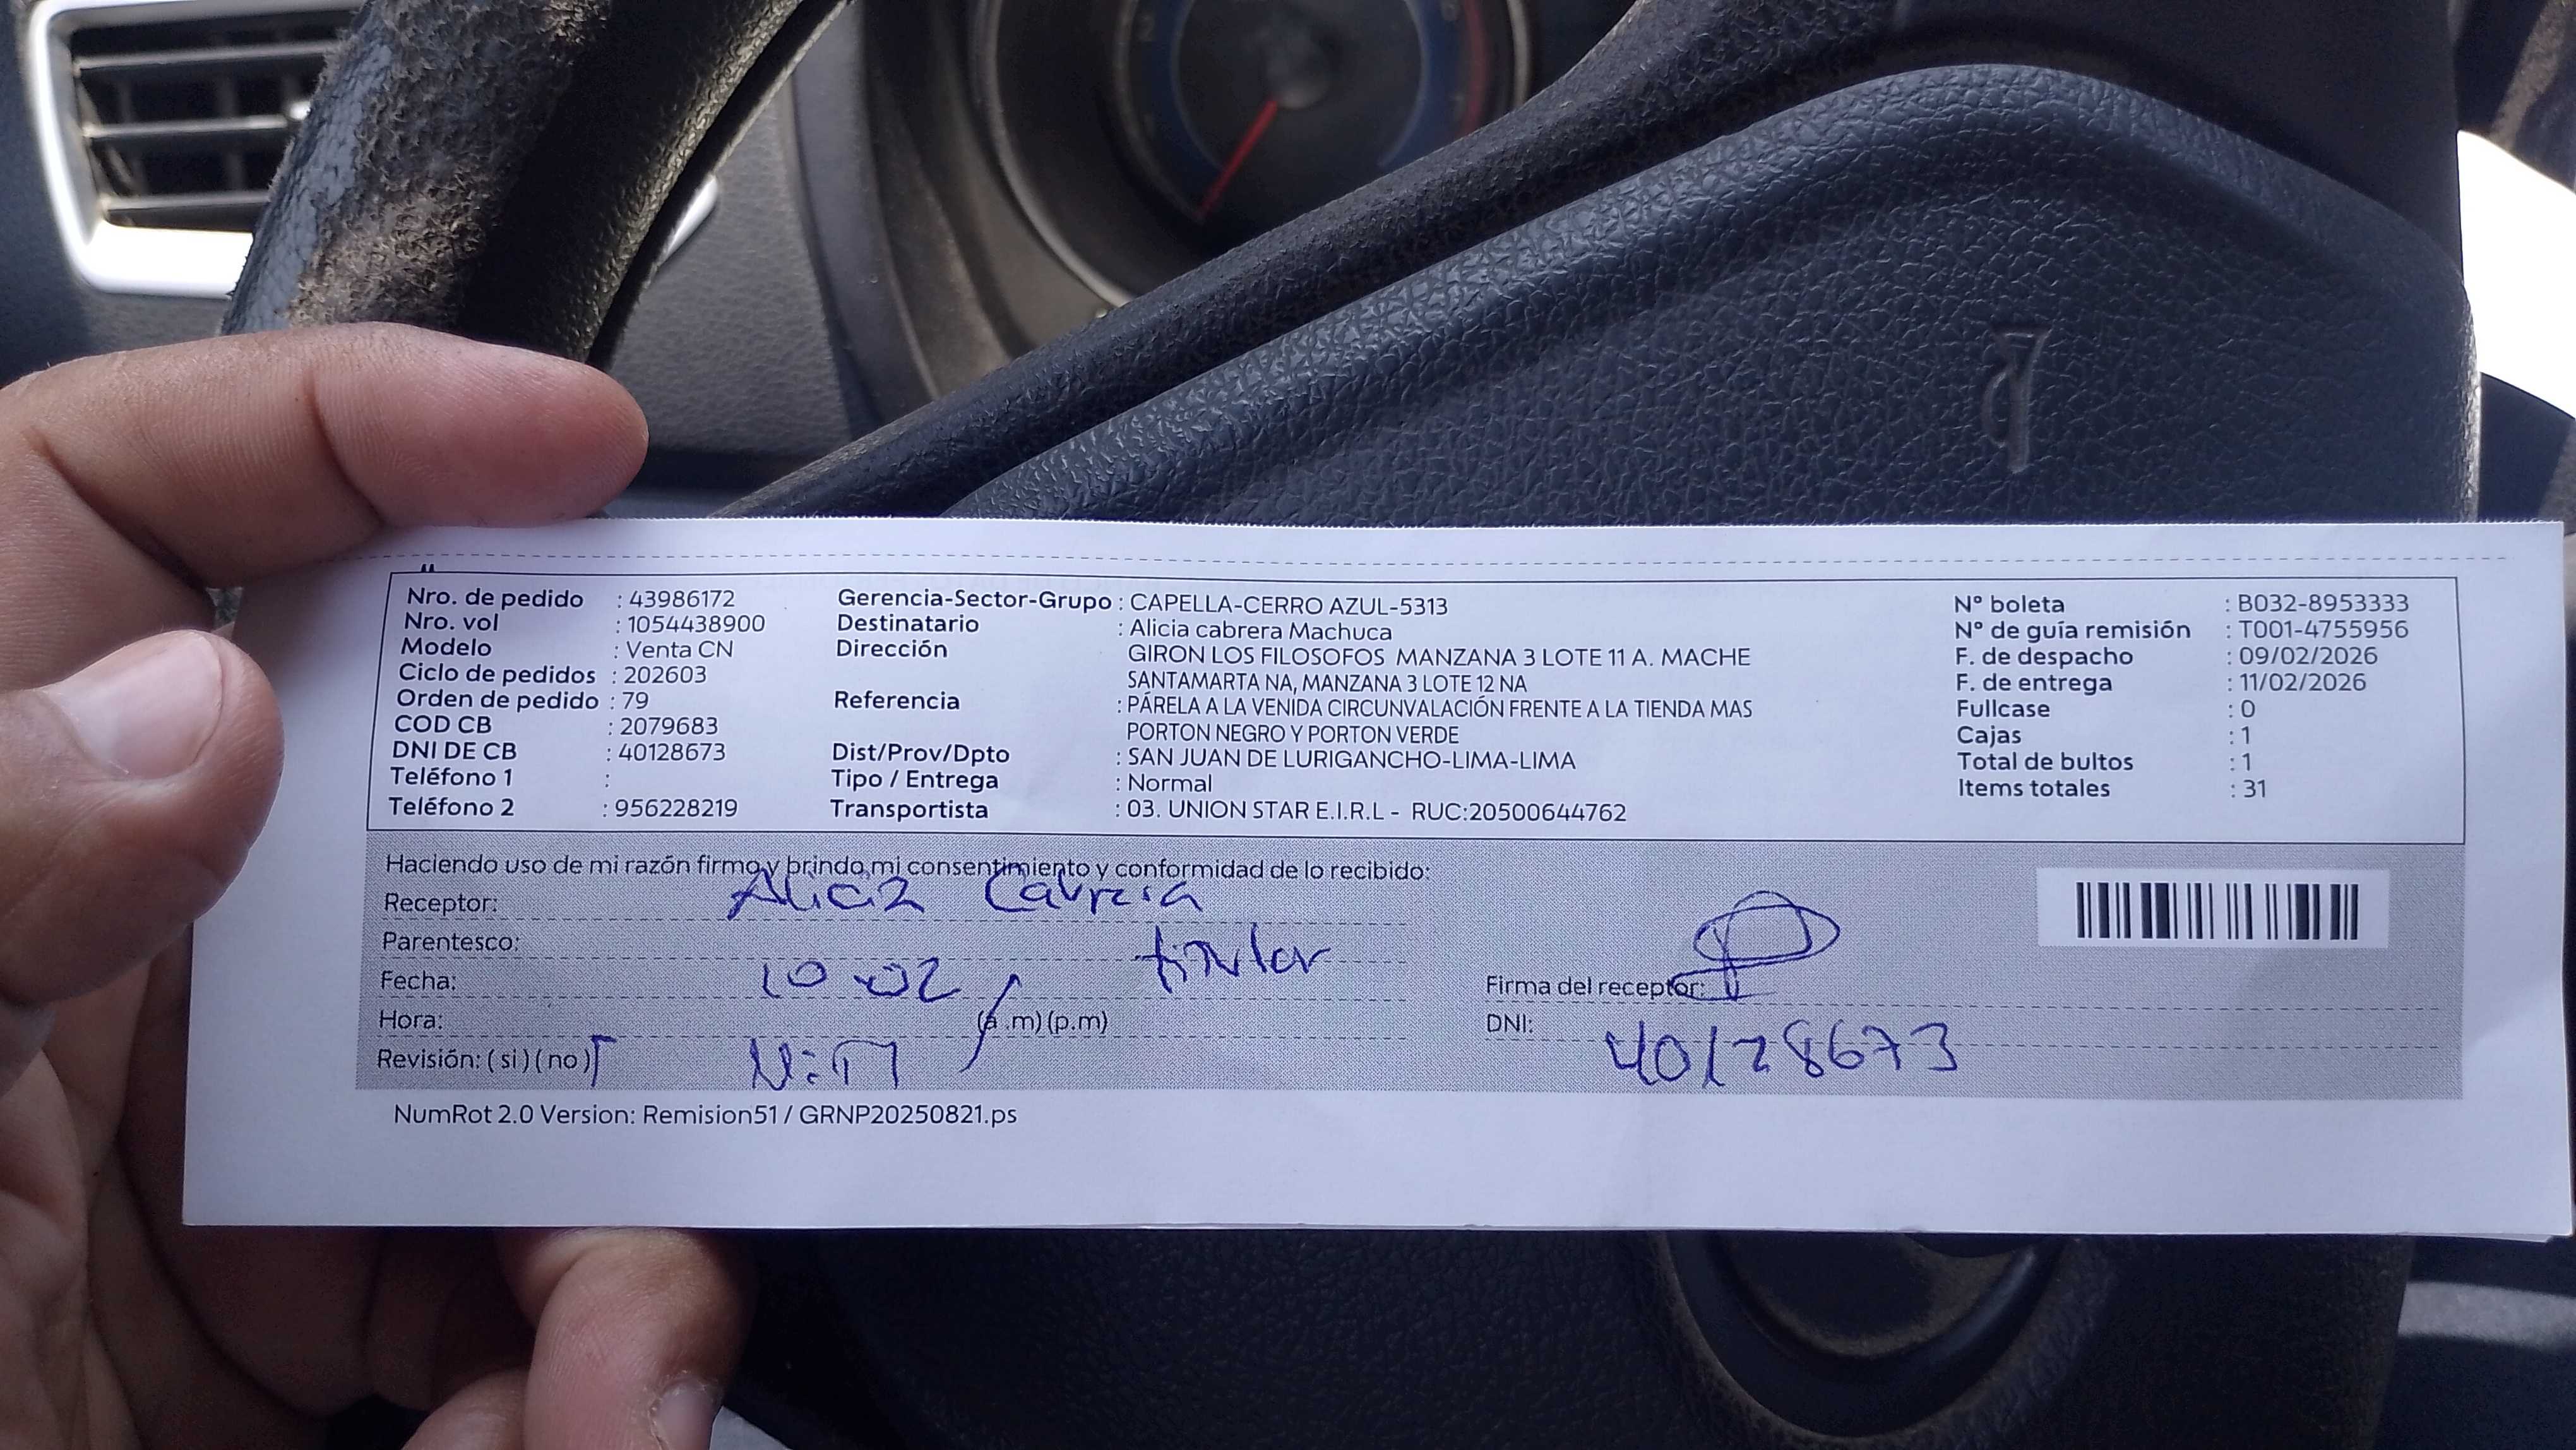 Nro. de pedido : 43986172
Nro. vol : 1054438900
Modelo : Venta CN
Ciclo de pedidos : 202603
Orden de pedido : 79
COD CB : 2079683
DNI DE CB : 40128673
Teléfono 1 :
Teléfono 2 : 956228219
Gerencia-Sector-Grupo : CAPELLA-CERRO AZUL-5313
Destinatario : Alicia cabrera Machuca
Dirección GIRON LOS FILOSOFOS MANZANA 3 LOTE 11 A. MACHE
SANTAMARTA NA, MANZANA 3 LOTE 12 NA
Referencia : PÁRELA A LA VENIDA CIRCUNVALACIÓN FRENTE A LA TIENDA MAS
PORTON NEGRO Y PORTON VERDE
Dist/Prov/Dpto : SAN JUAN DE LURIGANCHO-LIMA-LIMA
Tipo / Entrega : Normal
Transportista : 03. UNION STAR E.I.R.L - RUC:20500644762
N° boleta : B032-8953333
N° de guía remisión : T001-4755956
F. de despacho : 09/02/2026
F. de entrega : 11/02/2026
Fullcase : 0
Cajas : 1
Total de bultos : 1
Items totales : 31
Haciendo uso de mi razón firmo y brindo mi consentimiento y conformidad de lo recibido:
Receptor: Alicia Cabrera
Parentesco: titular
Fecha: 10-02
Hora: (a .m) (p.m)
Revisión: ( si ) ( no )
Firma del receptor:
DNI: 40128673
NumRot 2.0 Version: Remision51 / GRNP20250821.ps